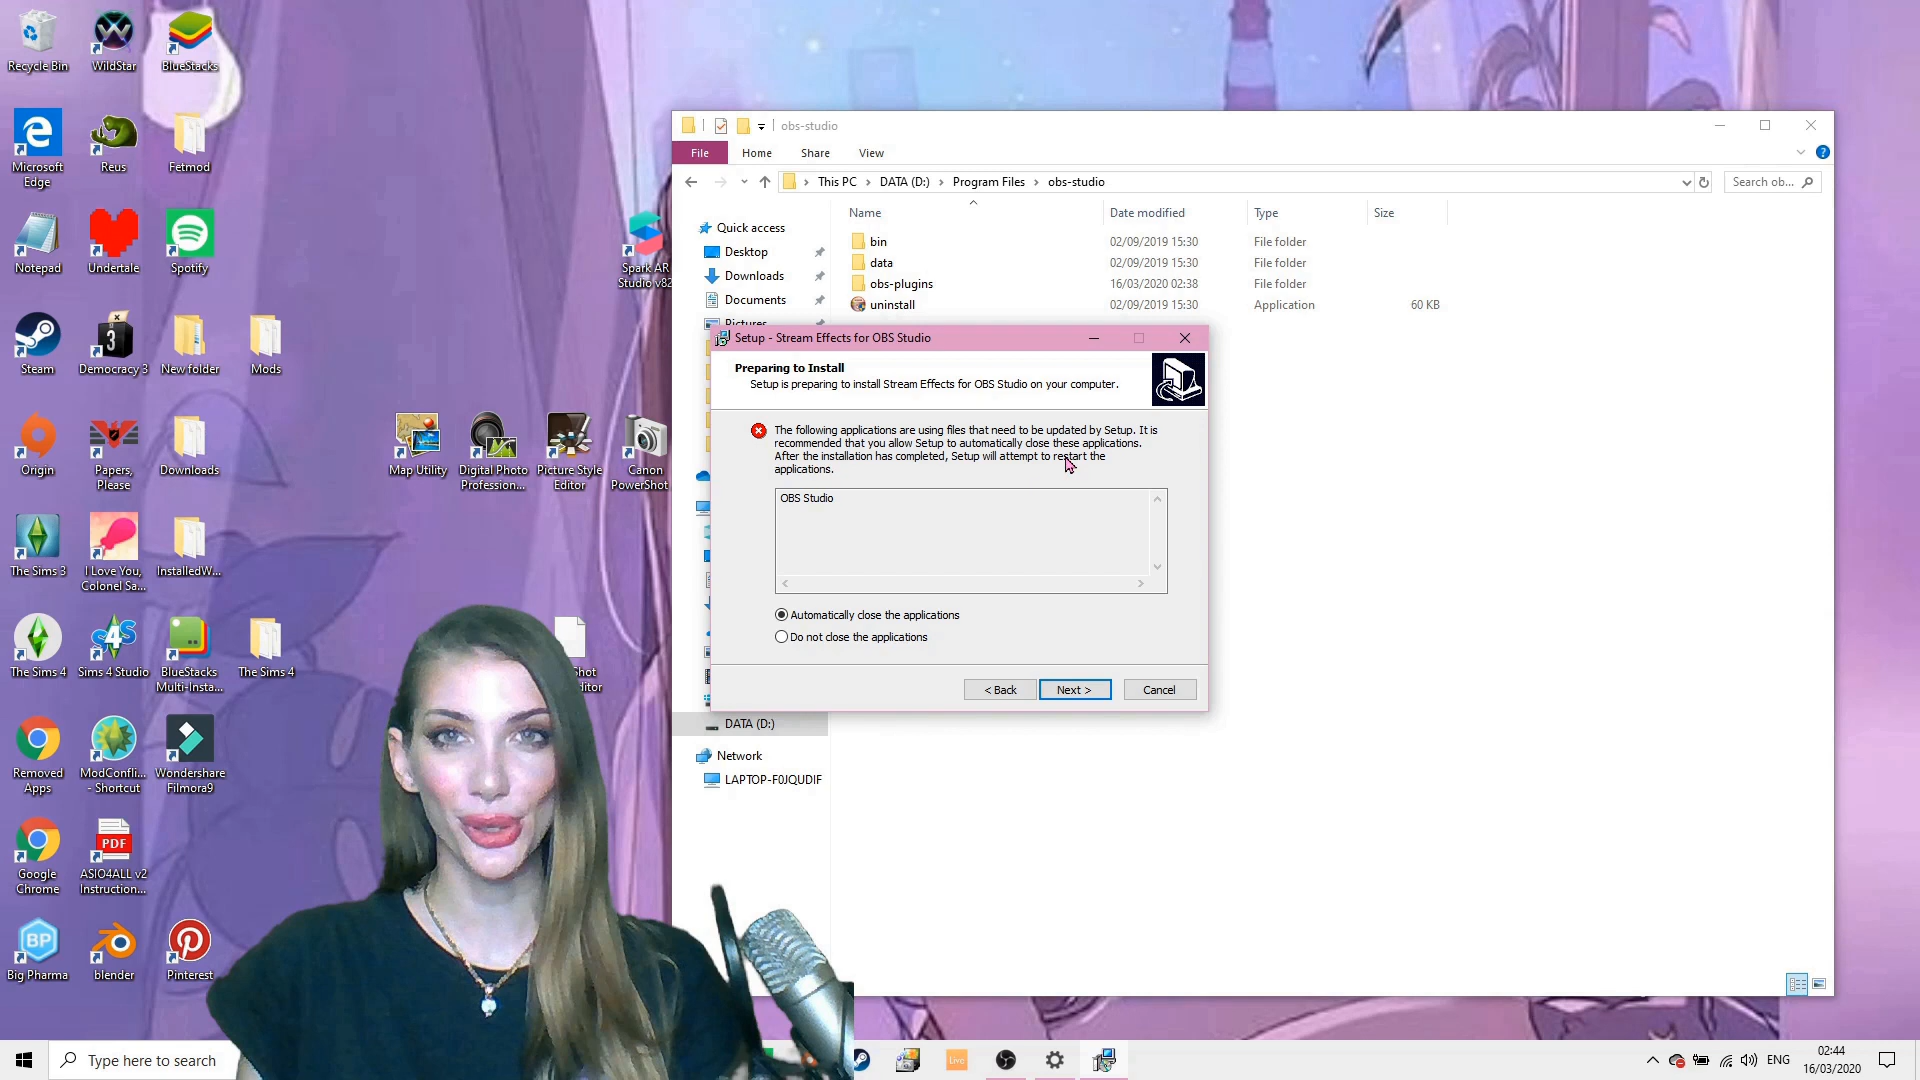 Recycle Bin
WildStar
BlueStacks
Microsoft
Edge
Reus
Fetmod
Notepad
Undertale
Spotify
Spark AR
Studio v82
Steam
Democracy 3
New folder
Mods
Origin
Papers,
Please
Downloads
Map Utility
Digital Photo
Profession...
Picture Style
Editor
Canon
PowerShot
The Sims 3
I Love You,
Colonel Sa...
InstalledW...
The Sims 4
Sims 4 Studio
BlueStacks
Multi-Insta...
The Sims 4
Removed
Apps
ModConfli...
- Shortcut
Wondershare
Filmora9
Google
Chrome
PDF
ASIO4ALL v2
Instruction...
BP
Big Pharma
blender
Pinterest
obs-studio
File
Home
Share
View
This PC
DATA (D:)
Program Files
obs-studio
Search ob...
Name
Date modified
Type
Size
Quick access
Desktop
Downloads
Documents
Pictures
bin
02/09/2019 15:30
File folder
data
02/09/2019 15:30
File folder
obs-plugins
16/03/2020 02:38
File folder
uninstall
02/09/2019 15:30
Application
60 KB
Setup - Stream Effects for OBS Studio
Preparing to Install
Setup is preparing to install Stream Effects for OBS Studio on your computer.
The following applications are using files that need to be updated by Setup. It is
recommended that you allow Setup to automatically close these applications.
After the installation has completed, Setup will attempt to restart the
applications.
OBS Studio
Automatically close the applications
Do not close the applications
< Back
Next >
Cancel
DATA (D:)
Network
LAPTOP-F0JQUDIF
Type here to search
Live
ENG
02:44
16/03/2020